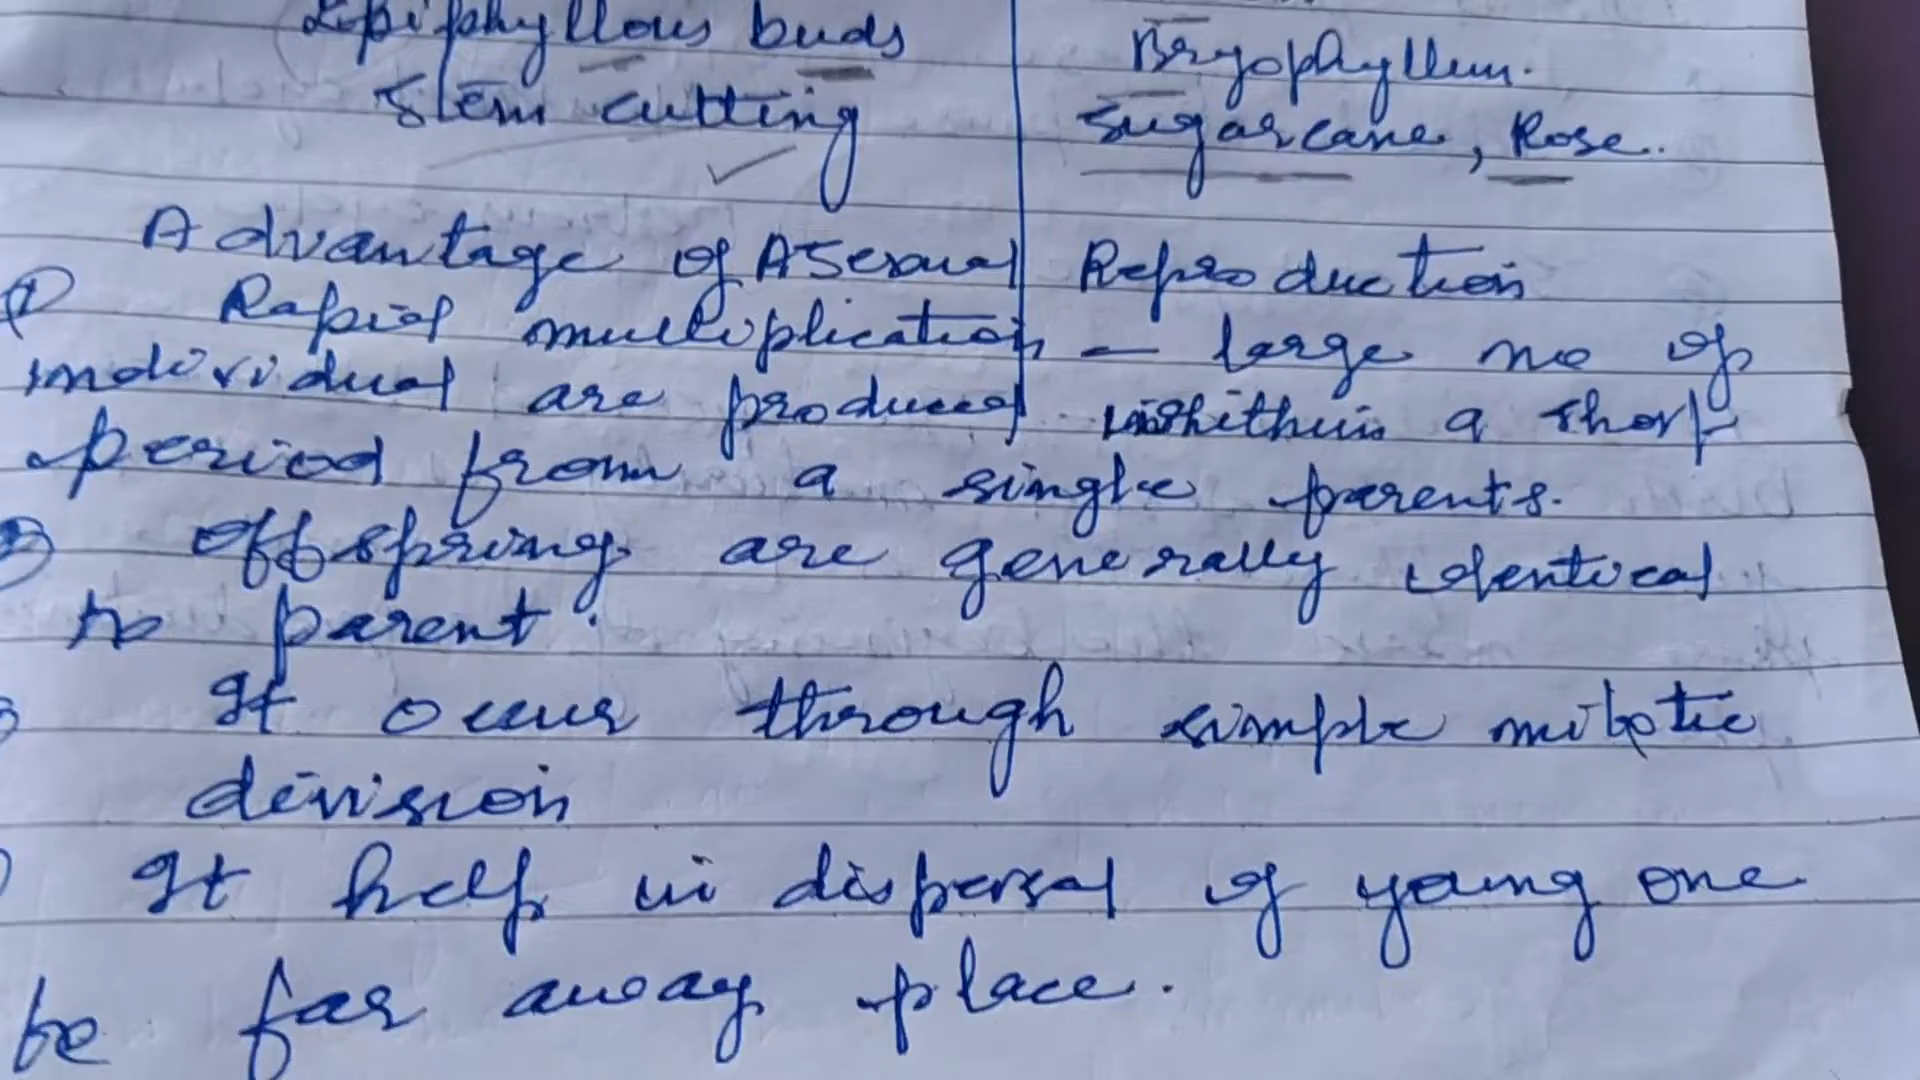 Epiphyllous buds | Bryophyllum.
Stem cutting | Sugarcane, Rose.
Advantage of Asexual Reproduction
① Rapid multiplication — large no of
individual are produced within a short
period from a single parents.
② offspring are generally identical
to parent.
③ It occur through simple mitotic
division
It help in dispersal of young one
be far away place.